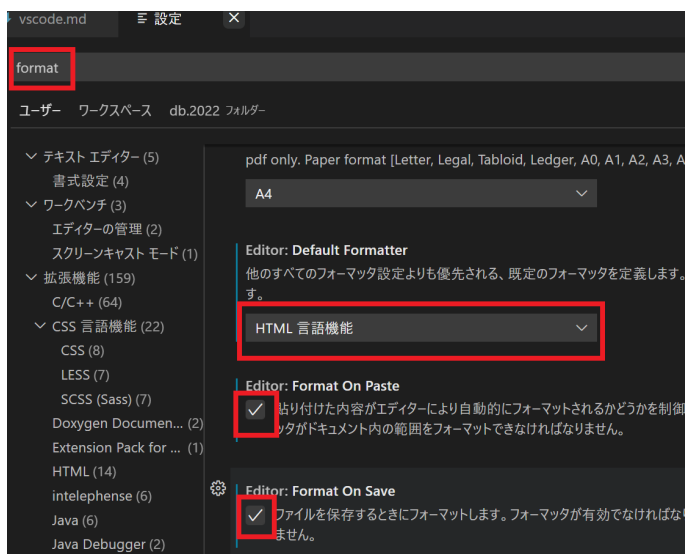 vscode.md
設定
format
ユーザー ワークスペース db.2022 フォルダー
テキスト エディター (5)
書式設定 (4)
ワークベンチ (3)
エディターの管理 (2)
スクリーンキャスト モード (1)
拡張機能 (159)
C/C++ (64)
CSS 言語機能 (22)
CSS (8)
LESS (7)
SCSS (Sass) (7)
Doxygen Documen... (2)
Extension Pack for ... (1)
HTML (14)
intelephense (6)
Java (6)
Java Debugger (2)
pdf only. Paper format [Letter, Legal, Tabloid, Ledger, A0, A1, A2, A3, A
A4
Editor: Default Formatter
他のすべてのフォーマッタ設定よりも優先される、既定のフォーマッタを定義します。
す。
HTML 言語機能
Editor: Format On Paste
貼り付けた内容がエディターにより自動的にフォーマットされるかどうかを制御
ッタがドキュメント内の範囲をフォーマットできなければなりません。
Editor: Format On Save
ファイルを保存するときにフォーマットします。フォーマッタが有効でなければなり
ません。